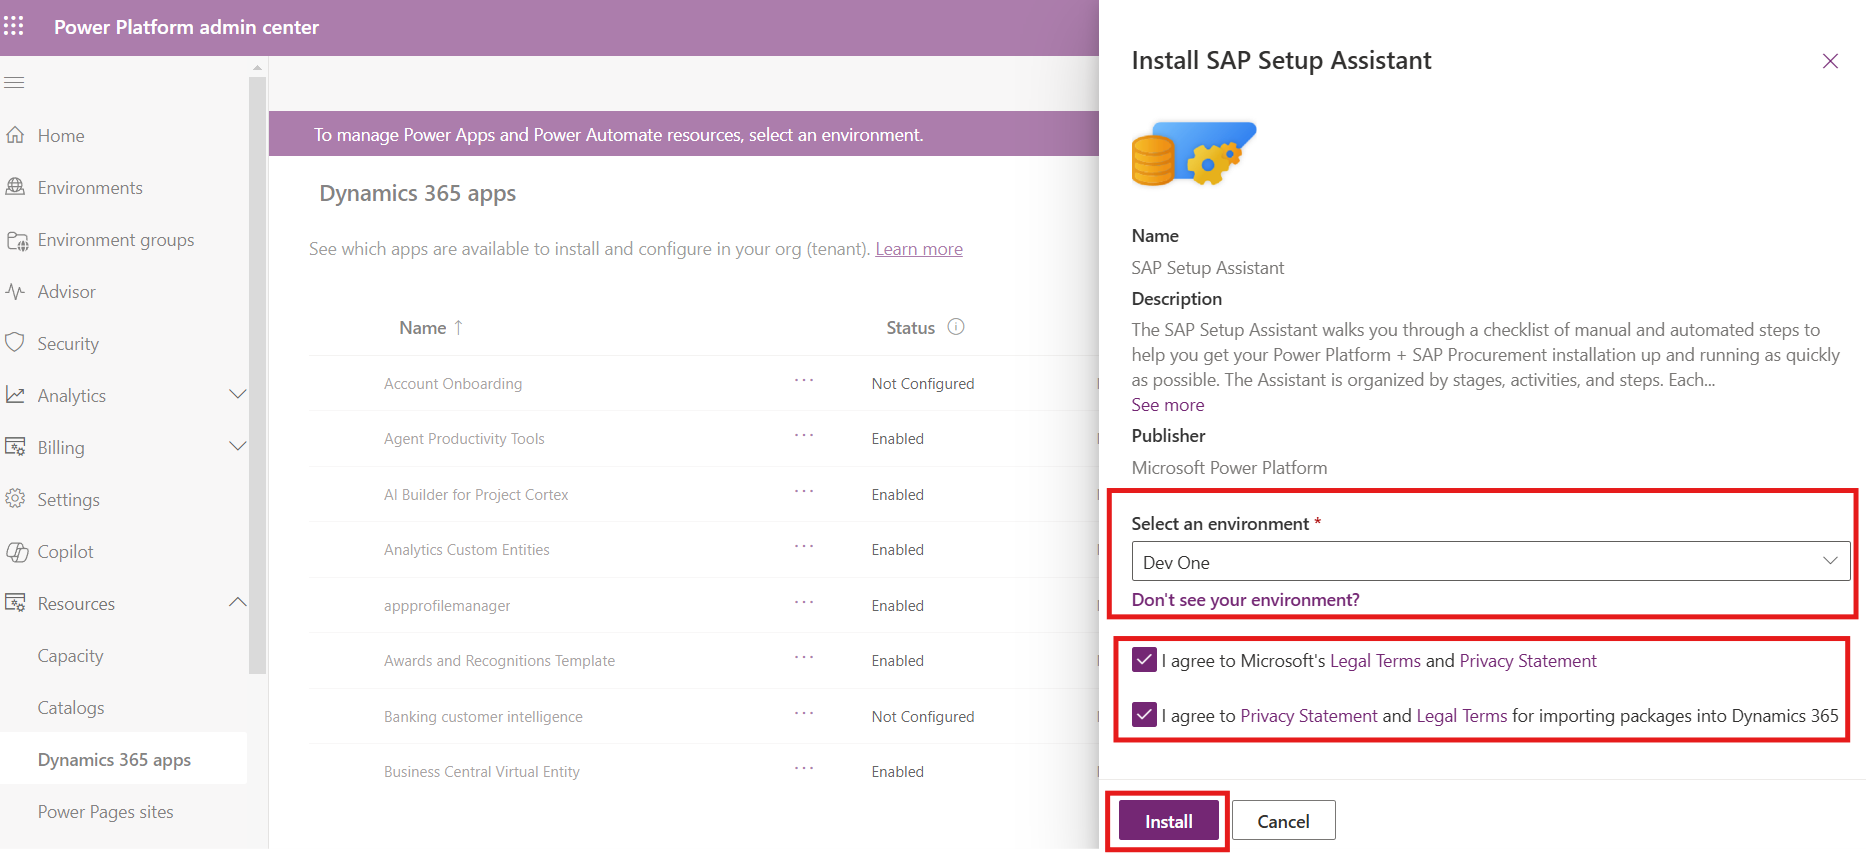 Power Platform admin center
Home
Environments
Environment groups
Advisor
Security
Analytics
Billing
Settings
Copilot
Resources
Capacity
Catalogs
Dynamics 365 apps
Power Pages sites
To manage Power Apps and Power Automate resources, select an environment.
Dynamics 365 apps
See which apps are available to install and configure in your org (tenant). Learn more
Name ↑ Status
Account Onboarding ··· Not Configured
Agent Productivity Tools ··· Enabled
AI Builder for Project Cortex ··· Enabled
Analytics Custom Entities ··· Enabled
appprofilemanager ··· Enabled
Awards and Recognitions Template ··· Enabled
Banking customer intelligence ··· Not Configured
Business Central Virtual Entity ··· Enabled
Install SAP Setup Assistant
Name
SAP Setup Assistant
Description
The SAP Setup Assistant walks you through a checklist of manual and automated steps to
help you get your Power Platform + SAP Procurement installation up and running as quickly
as possible. The Assistant is organized by stages, activities, and steps. Each...
See more
Publisher
Microsoft Power Platform
Select an environment *
Dev One
Don't see your environment?
I agree to Microsoft's Legal Terms and Privacy Statement
I agree to Privacy Statement and Legal Terms for importing packages into Dynamics 365
Install Cancel